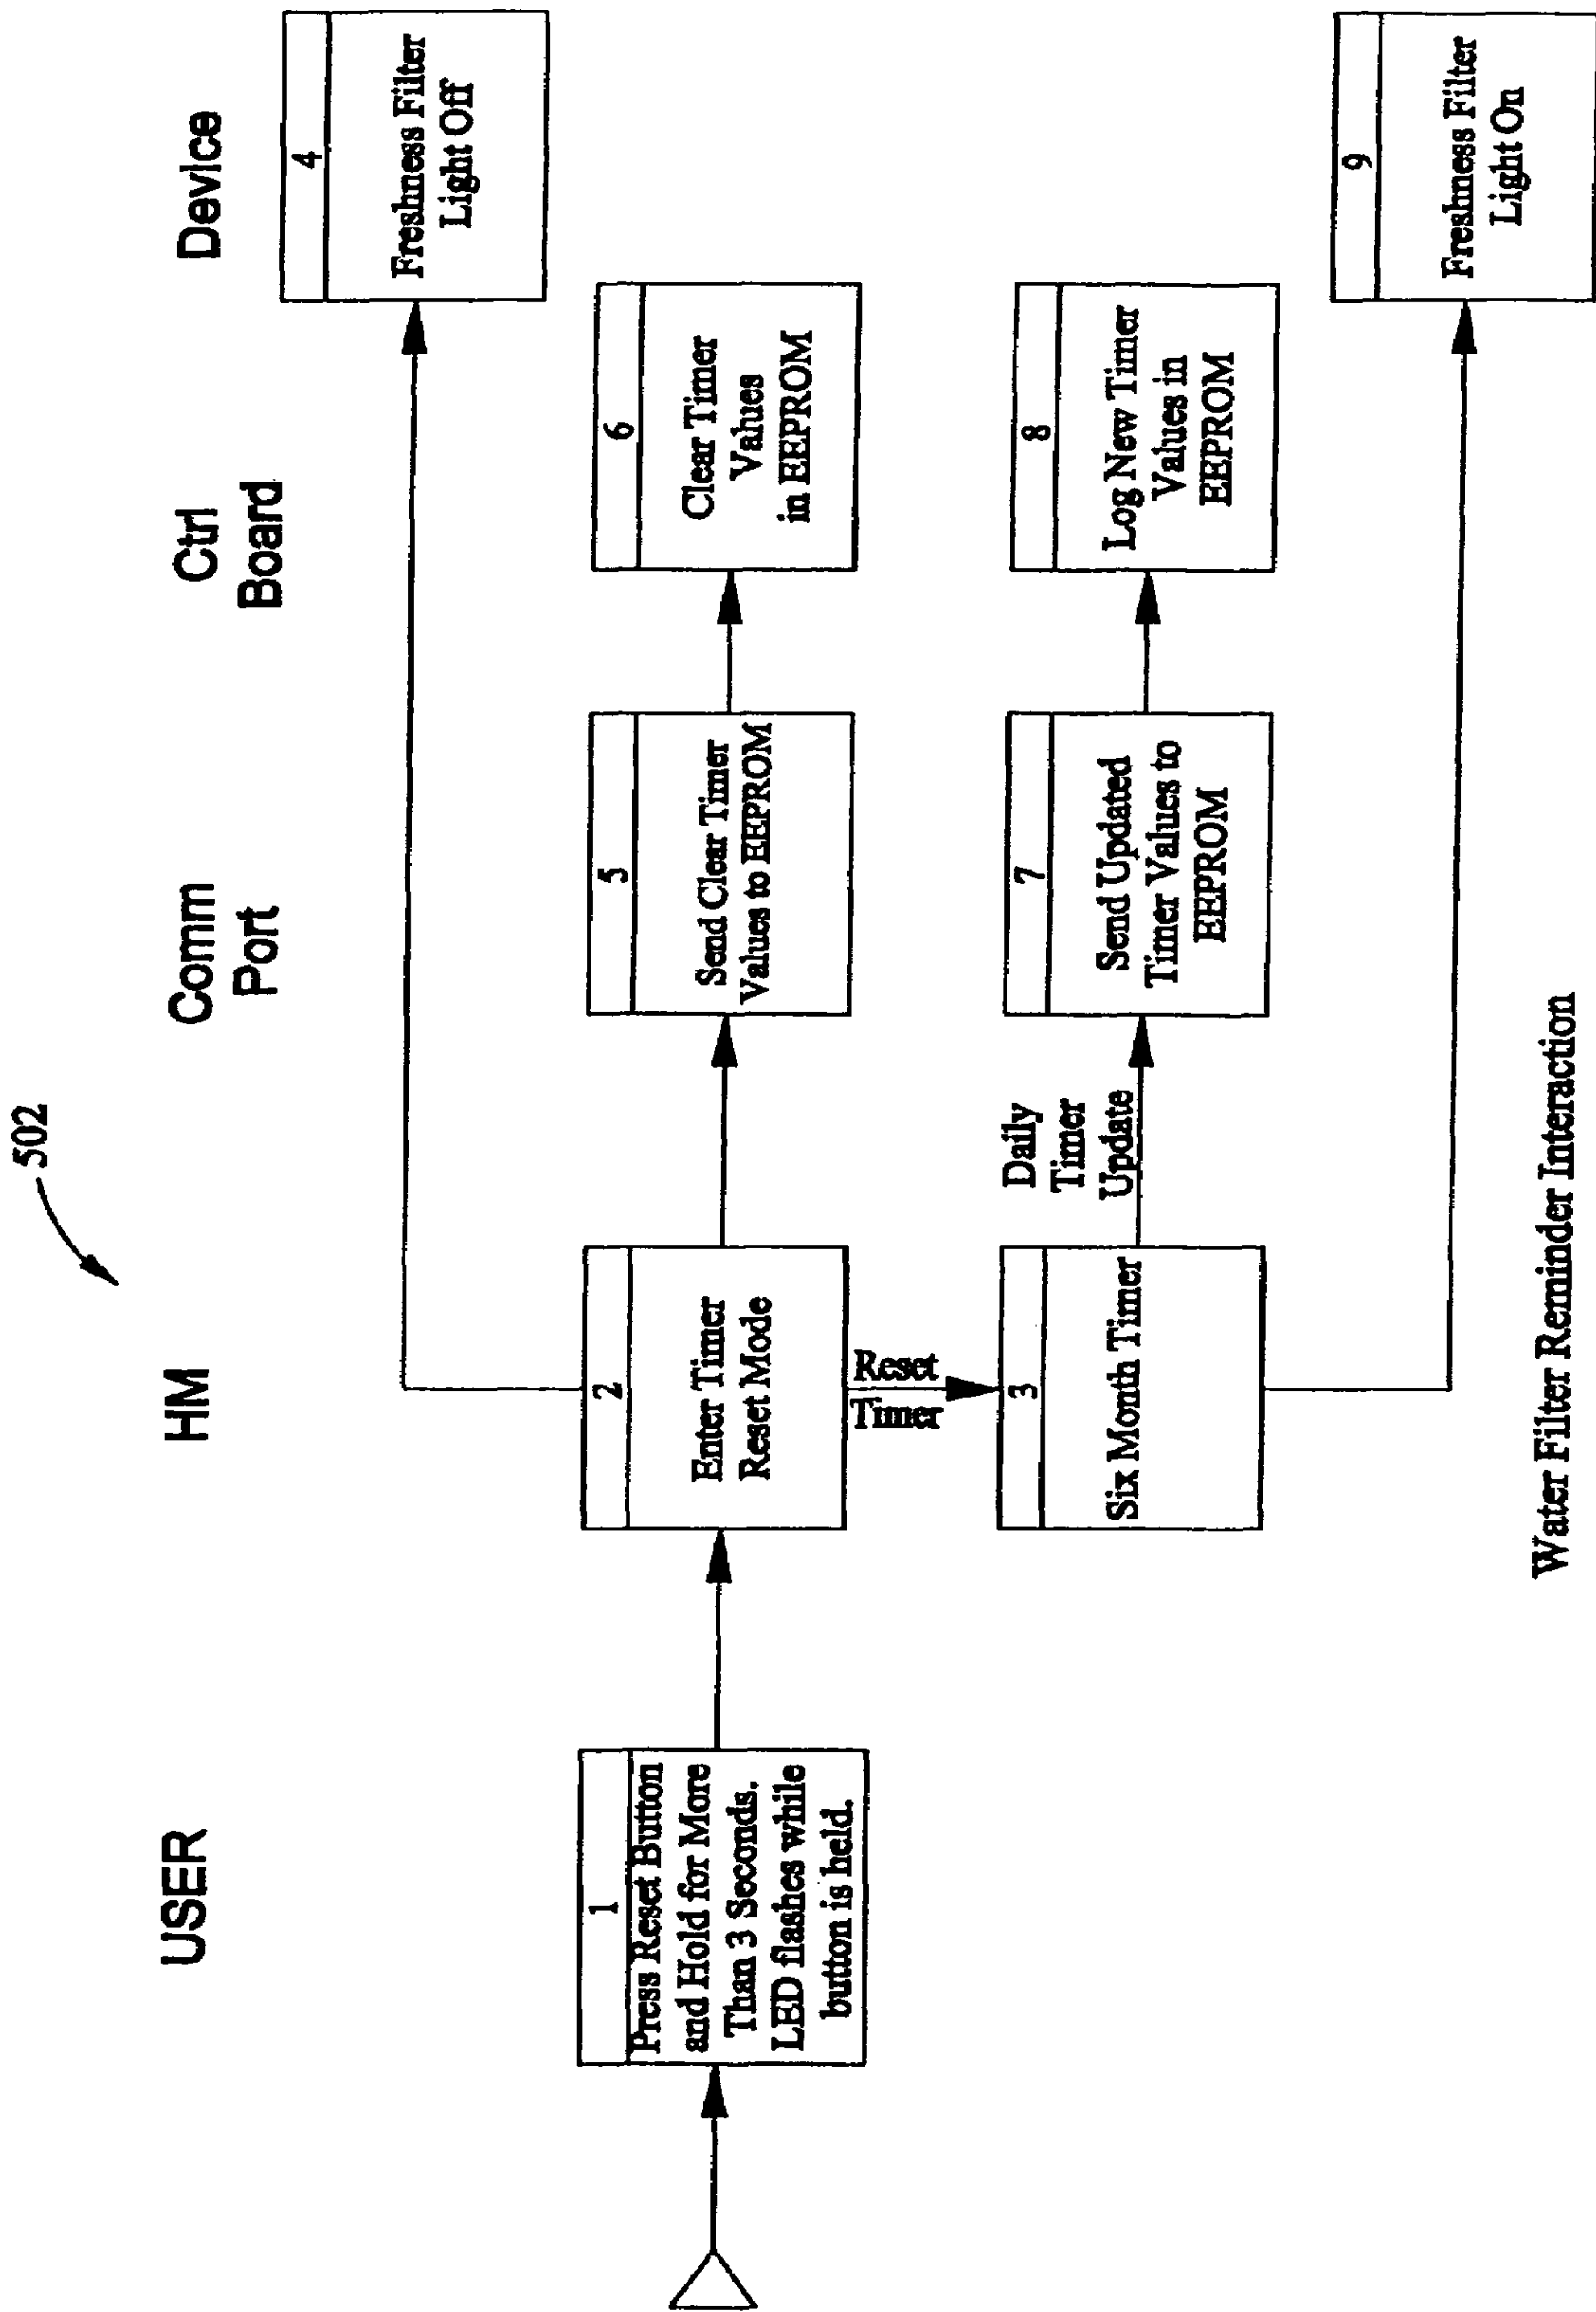 502
USER
HM
Comm
Port
Ctrl
Board
Device
1
Press Reset Button
and Hold for More
Than 3 Seconds.
LED flashes while
button is held.
2
Enter Timer
Reset Mode
Reset
Timer
3
Six Month Timer
4
Freshness Filter
Light Off
5
Send Clear Timer
Values to EEPROM
6
Clear Timer
Values
in EEPROM
Daily
Timer
Update
7
Send Updated
Timer Values to
EEPROM
8
Log New Timer
Values in
EEPROM
9
Freshness Filter
Light On
Water Filter Reminder Interaction